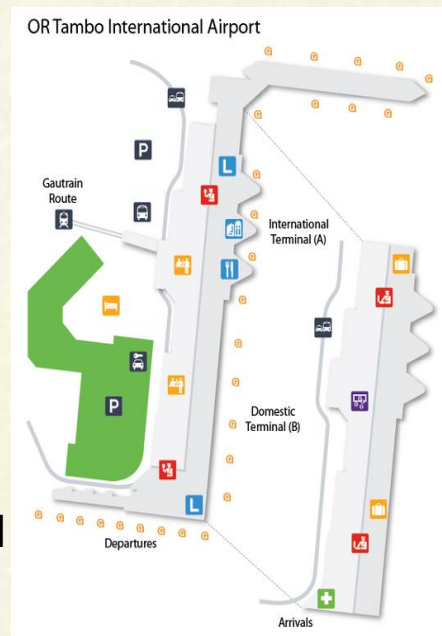 OR Tambo International Airport
P
Gautrain
Route
L
International
Terminal (A)
P
Domestic
Terminal (B)
L
Departures
Arrivals